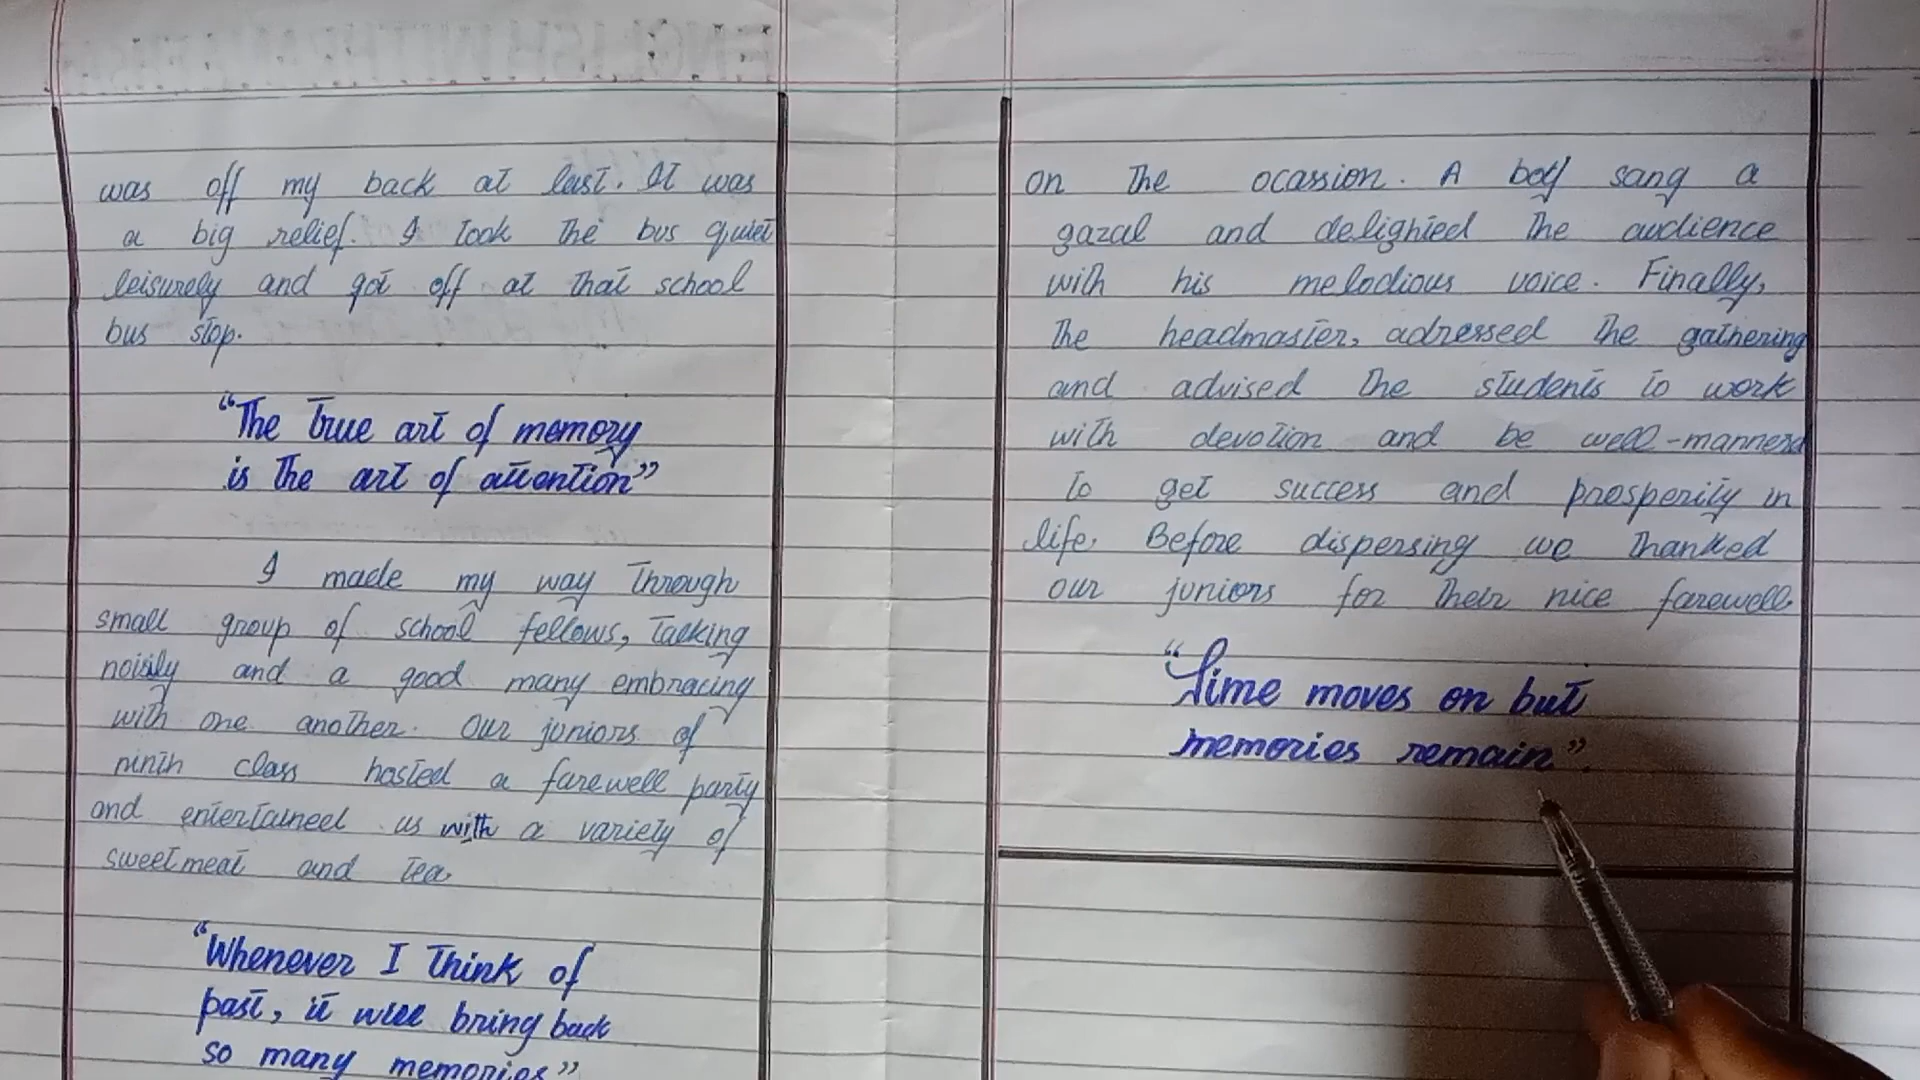 was off my back at last. It was
a big relief. I took the bus quiet
leisurely and got off at that school
bus stop.
"The true art of memory
is the art of attention"
I made my way through
small group of school fellows, talking
noisily and a good many embracing
with one another. Our juniors of
ninth class hosted a farewell party
and entertained us with a variety of
sweetmeat and tea
"Whenever I think of
past, it will bring back
so many memories"
on the ocassion. A boy sang a
gazal and delighted the audience
with his melodious voice. Finally,
the headmaster, adressed the gathering
and advised the students to work
with devotion and be well-mannerd
to get success and prosperity in
life. Before dispersing we thanked
our juniors for their nice farewell.
"Time moves on but
memories remain".